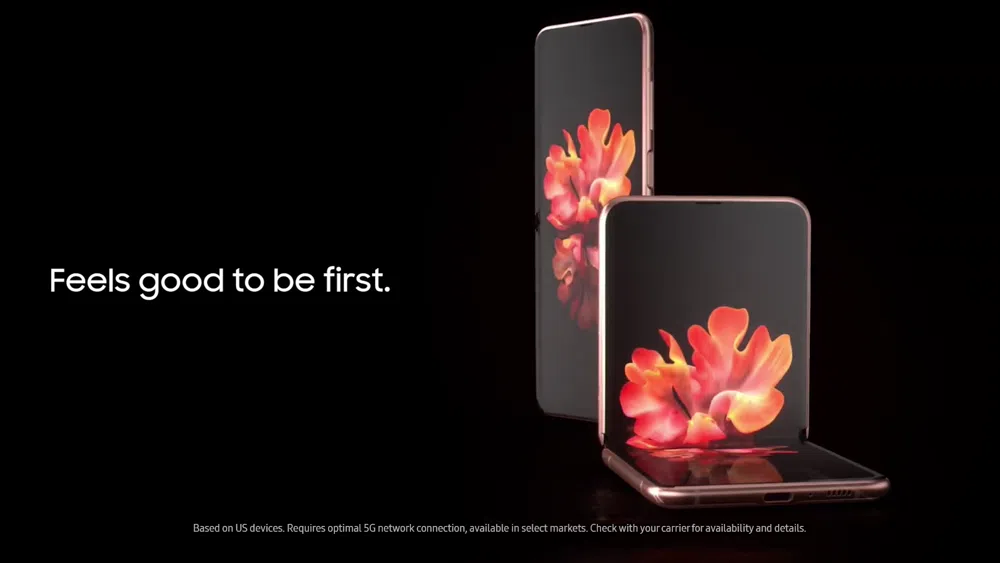 Feels good to be first.
Based on US devices. Requires optimal 5G network connection, available in select markets. Check with your carrier for availability and details.